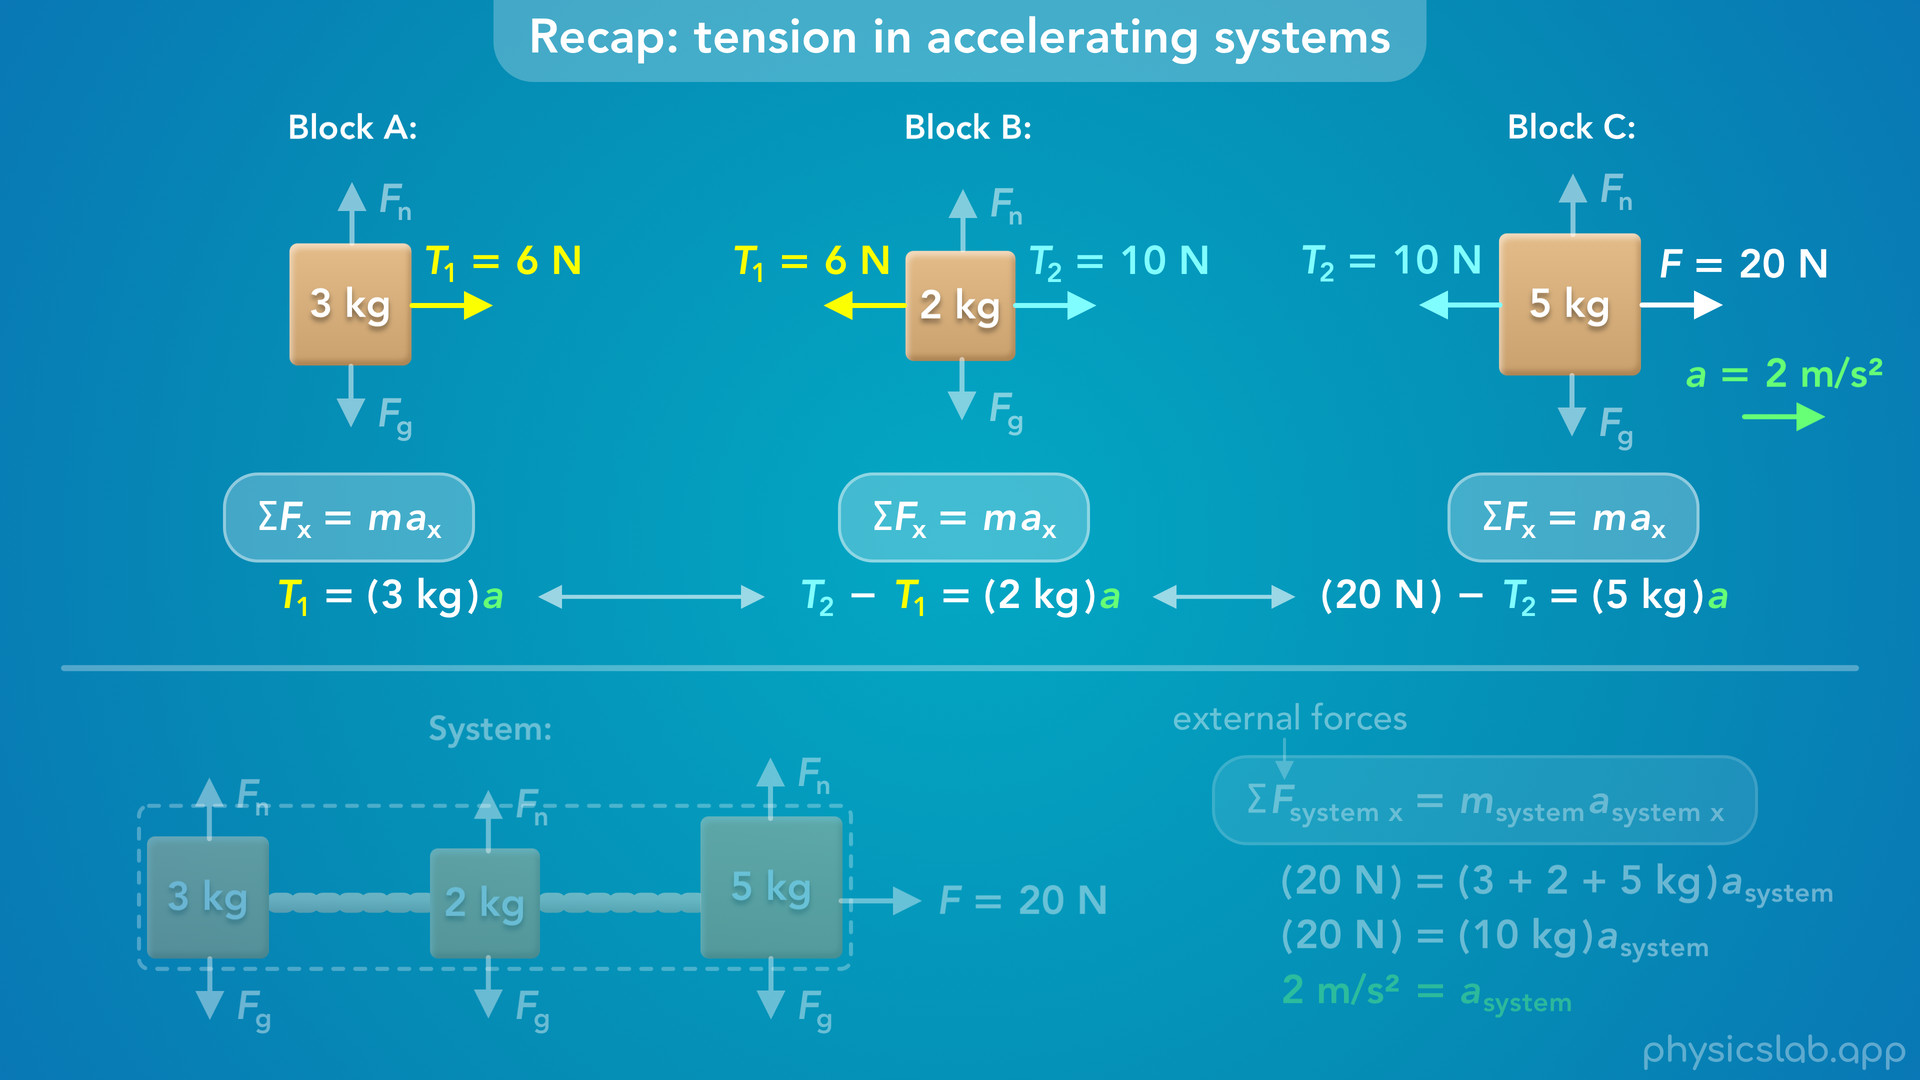 Recap: tension in accelerating systems
Block A:
Block B:
Block C:
Fn
Fn
Fn
T1 = 6 N
T1 = 6 N
T2 = 10 N
T2 = 10 N
F = 20 N
3 kg
2 kg
5 kg
a = 2 m/s²
Fg
Fg
Fg
ΣFx = max
ΣFx = max
ΣFx = max
T1 = (3 kg)a
T2 − T1 = (2 kg)a
(20 N) − T2 = (5 kg)a
System:
Fn
Fn
Fn
3 kg
2 kg
5 kg
F = 20 N
Fg
Fg
Fg
external forces
ΣFsystem x = msystem asystem x
(20 N) = (3 + 2 + 5 kg)asystem
(20 N) = (10 kg)asystem
2 m/s² = asystem
physicslab.app